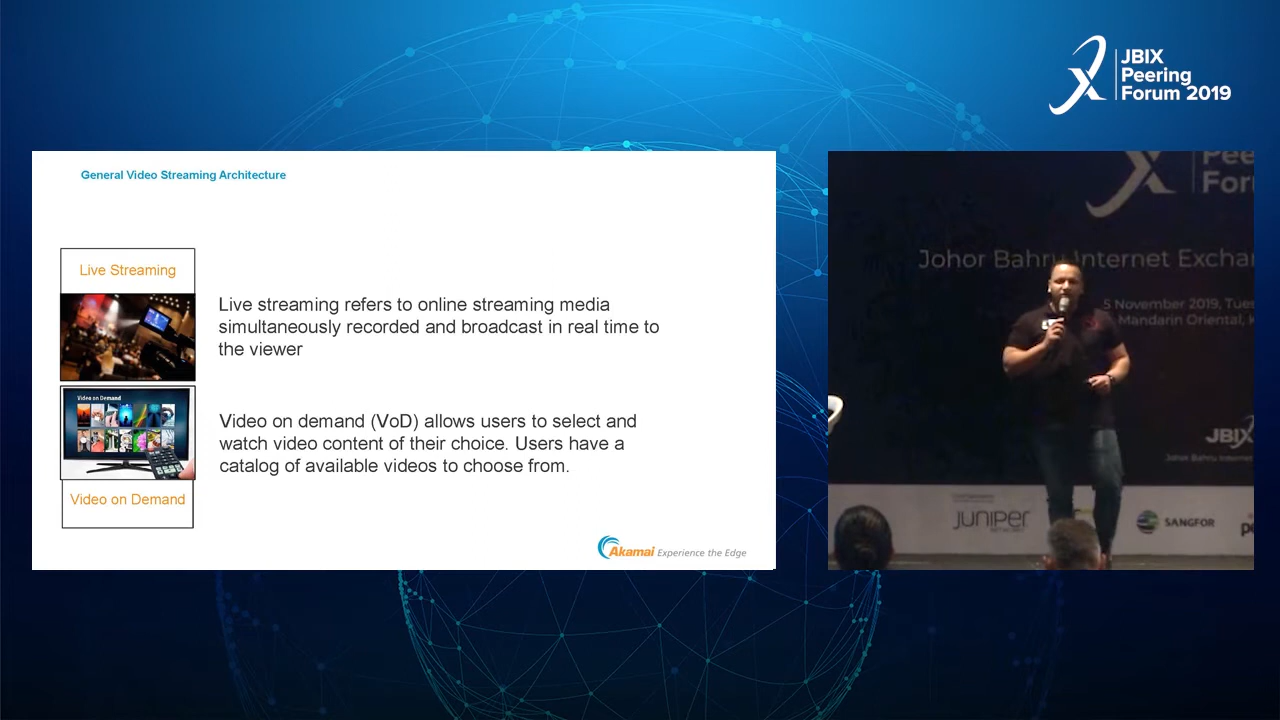 JBIX
Peering
Forum 2019
General Video Streaming Architecture
Live Streaming
Live streaming refers to online streaming media
simultaneously recorded and broadcast in real time to
the viewer
Video on Demand
Video on demand (VoD) allows users to select and
watch video content of their choice. Users have a
catalog of available videos to choose from.
Video on Demand
Akamai Experience the Edge
Johor Bahru Internet
5 November 2019,
Mandarin Oriental,
JBIX
Johor Bahru
JUNIPER
NETWORKS
SANGFOR